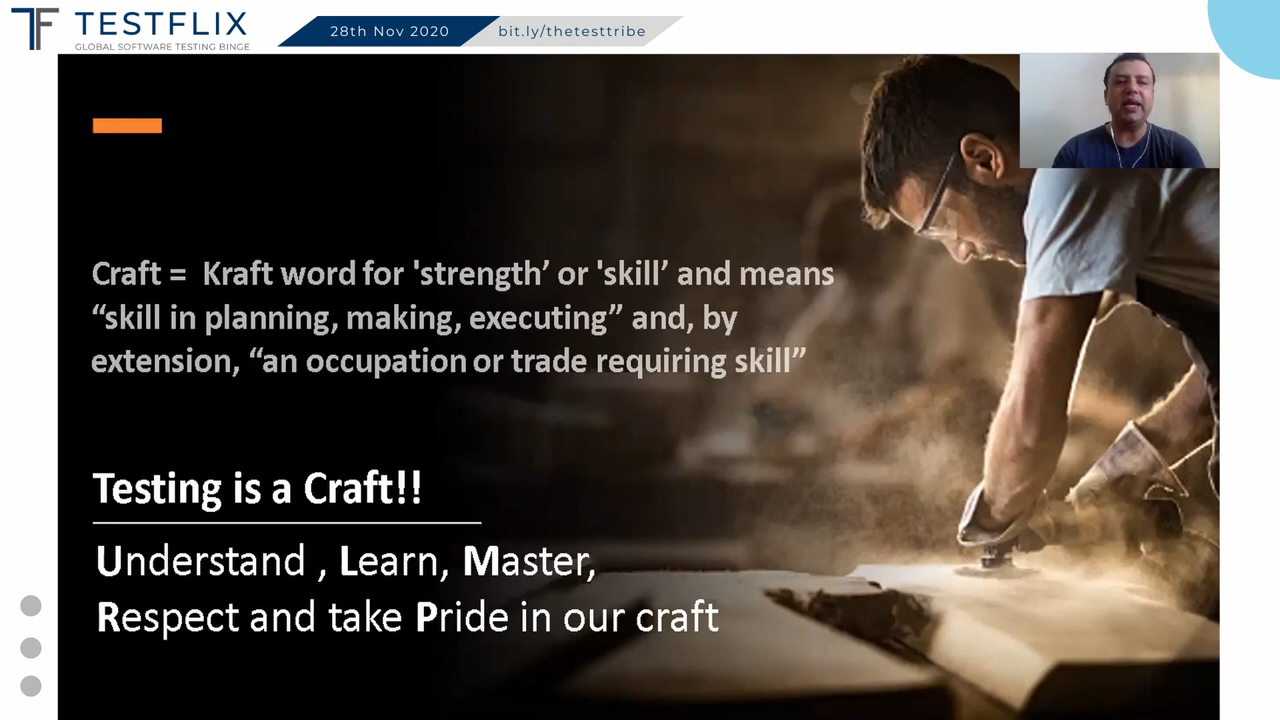 TF TESTFLIX
GLOBAL SOFTWARE TESTING BINGE
28th Nov 2020
bit.ly/thetesttribe
Craft =  Kraft word for 'strength’ or 'skill’ and means
“skill in planning, making, executing” and, by
extension, “an occupation or trade requiring skill”
Testing is a Craft!!
Understand , Learn, Master,
Respect and take Pride in our craft